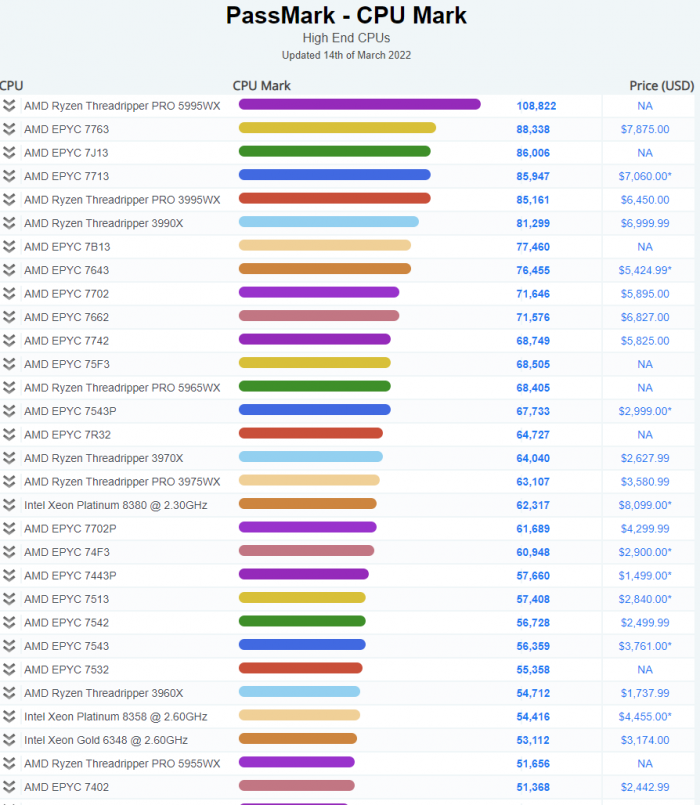 PassMark - CPU Mark
High End CPUs
Updated 14th of March 2022
CPU CPU Mark Price (USD)
AMD Ryzen Threadripper PRO 5995WX 108,822 NA
AMD EPYC 7763 88,338 $7,875.00
AMD EPYC 7J13 86,006 NA
AMD EPYC 7713 85,947 $7,060.00*
AMD Ryzen Threadripper PRO 3995WX 85,161 $6,450.00
AMD Ryzen Threadripper 3990X 81,299 $6,999.99
AMD EPYC 7B13 77,460 NA
AMD EPYC 7643 76,455 $5,424.99*
AMD EPYC 7702 71,646 $5,895.00
AMD EPYC 7662 71,576 $6,827.00
AMD EPYC 7742 68,749 $5,825.00
AMD EPYC 75F3 68,505 NA
AMD Ryzen Threadripper PRO 5965WX 68,405 NA
AMD EPYC 7543P 67,733 $2,999.00*
AMD EPYC 7R32 64,727 NA
AMD Ryzen Threadripper 3970X 64,040 $2,627.99
AMD Ryzen Threadripper PRO 3975WX 63,107 $3,580.99
Intel Xeon Platinum 8380 @ 2.30GHz 62,317 $8,099.00*
AMD EPYC 7702P 61,689 $4,299.99
AMD EPYC 74F3 60,948 $2,900.00*
AMD EPYC 7443P 57,660 $1,499.00*
AMD EPYC 7513 57,408 $2,840.00*
AMD EPYC 7542 56,728 $2,499.99
AMD EPYC 7543 56,359 $3,761.00*
AMD EPYC 7532 55,358 NA
AMD Ryzen Threadripper 3960X 54,712 $1,737.99
Intel Xeon Platinum 8358 @ 2.60GHz 54,416 $4,455.00*
Intel Xeon Gold 6348 @ 2.60GHz 53,112 $3,174.00
AMD Ryzen Threadripper PRO 5955WX 51,656 NA
AMD EPYC 7402 51,368 $2,442.99